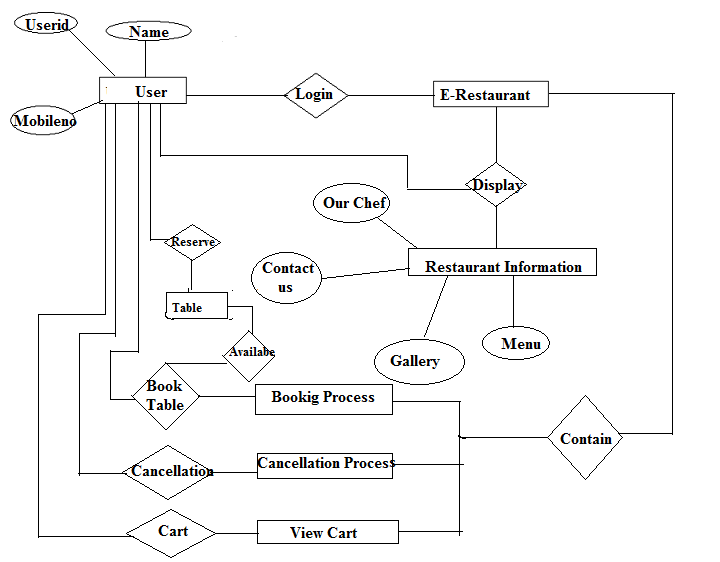 Userid
Name
User
Login
E-Restaurant
Mobileno
Display
Our Chef
Reserve
Contact
us
Restaurant Information
Table
Menu
Availabe
Gallery
Book
Table
Bookig Process
Contain
Cancellation
Cancellation Process
Cart
View Cart